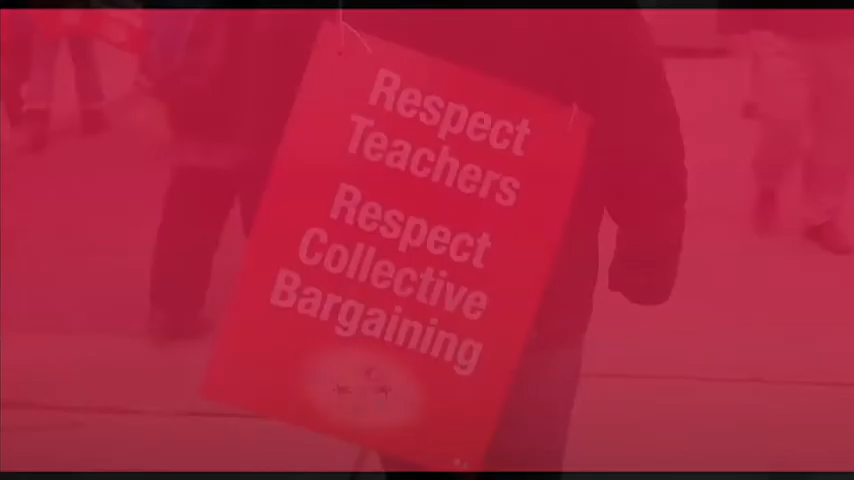 Respect
Teachers
Respect
Collective
Bargaining